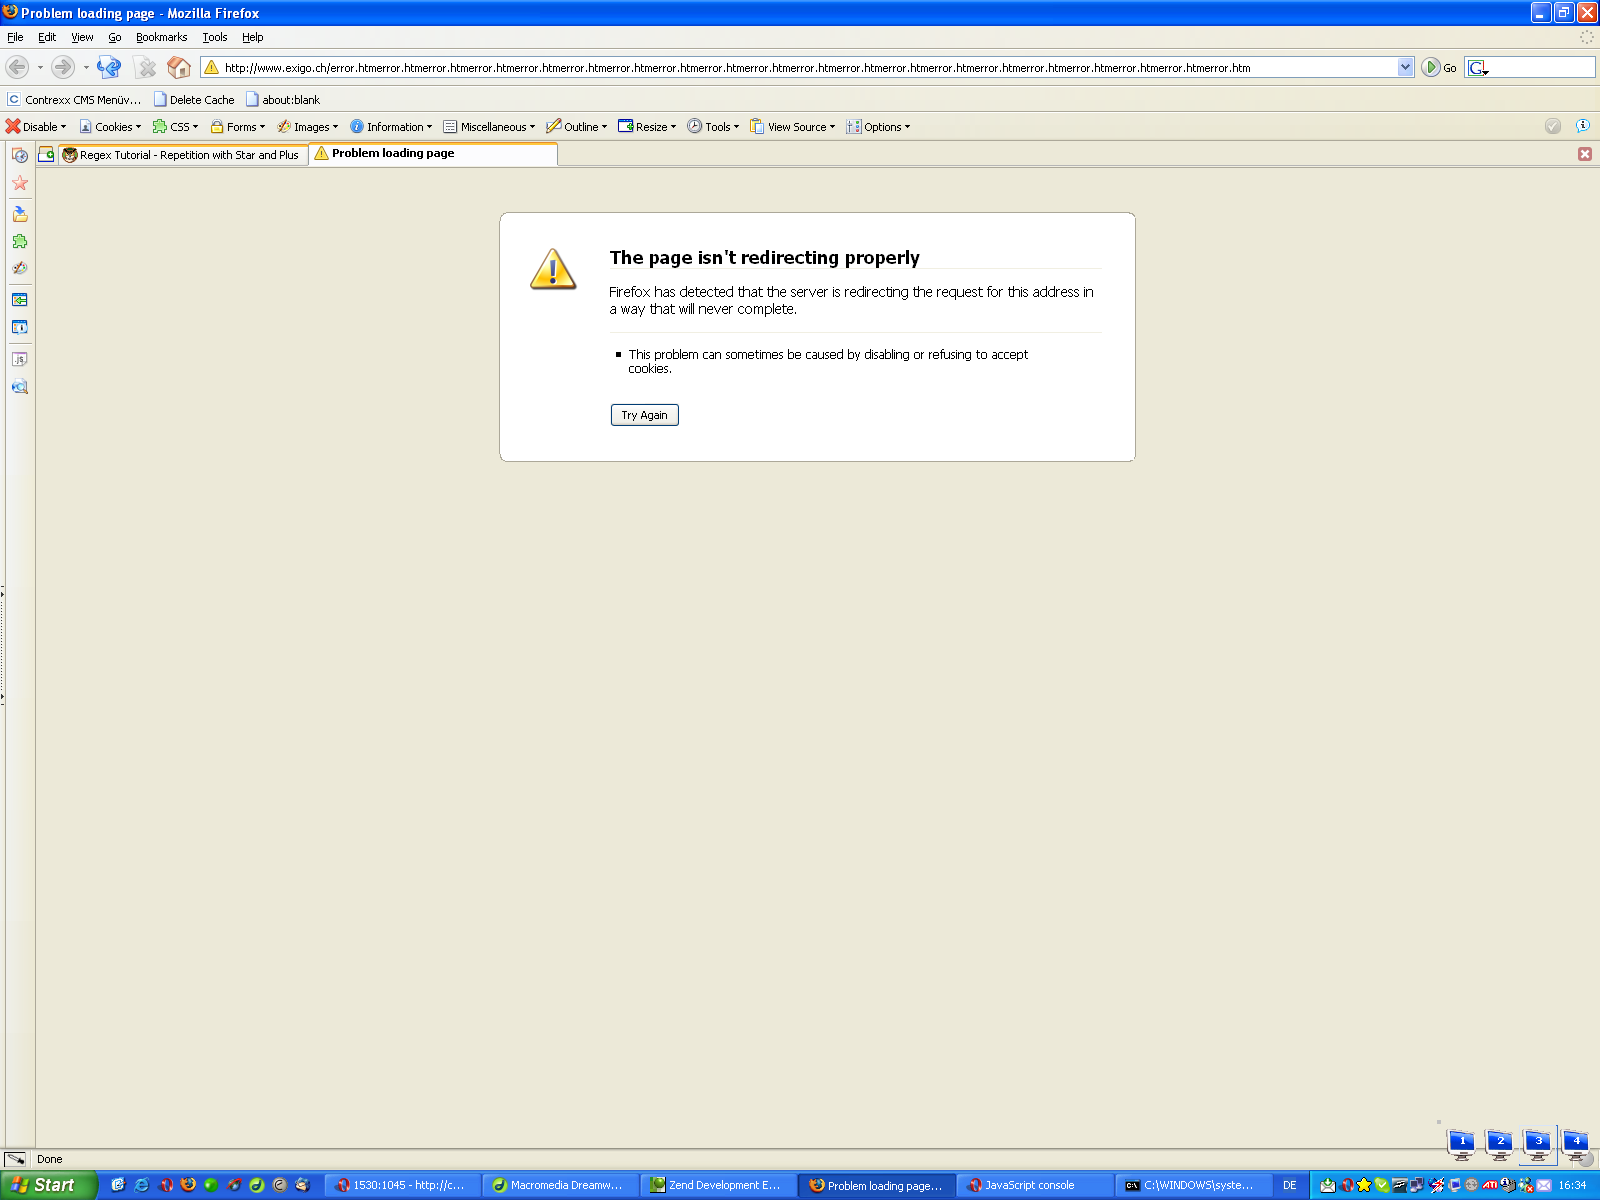 Problem loading page - Mozilla Firefox
File Edit View Go Bookmarks Tools Help
http://www.exigo.ch/error.htmerror.htmerror.htmerror.htmerror.htmerror.htmerror.htmerror.htmerror.htmerror.htmerror.htmerror.htmerror.htmerror.htmerror.htmerror.htmerror.htmerror.htmerror.htmerror.htmerror.htmerror.htm Go G
Contrexx CMS Menüv... Delete Cache about:blank
Disable Cookies CSS Forms Images Information Miscellaneous Outline Resize Tools View Source Options
Regex Tutorial - Repetition with Star and Plus Problem loading page
The page isn't redirecting properly
Firefox has detected that the server is redirecting the request for this address in
a way that will never complete.
This problem can sometimes be caused by disabling or refusing to accept
cookies.
Try Again
1 2 3 4
Done
Start 1530:1045 - http://c... Macromedia Dreamw... Zend Development E... Problem loading page... JavaScript console C:\WINDOWS\syste... DE 16:34